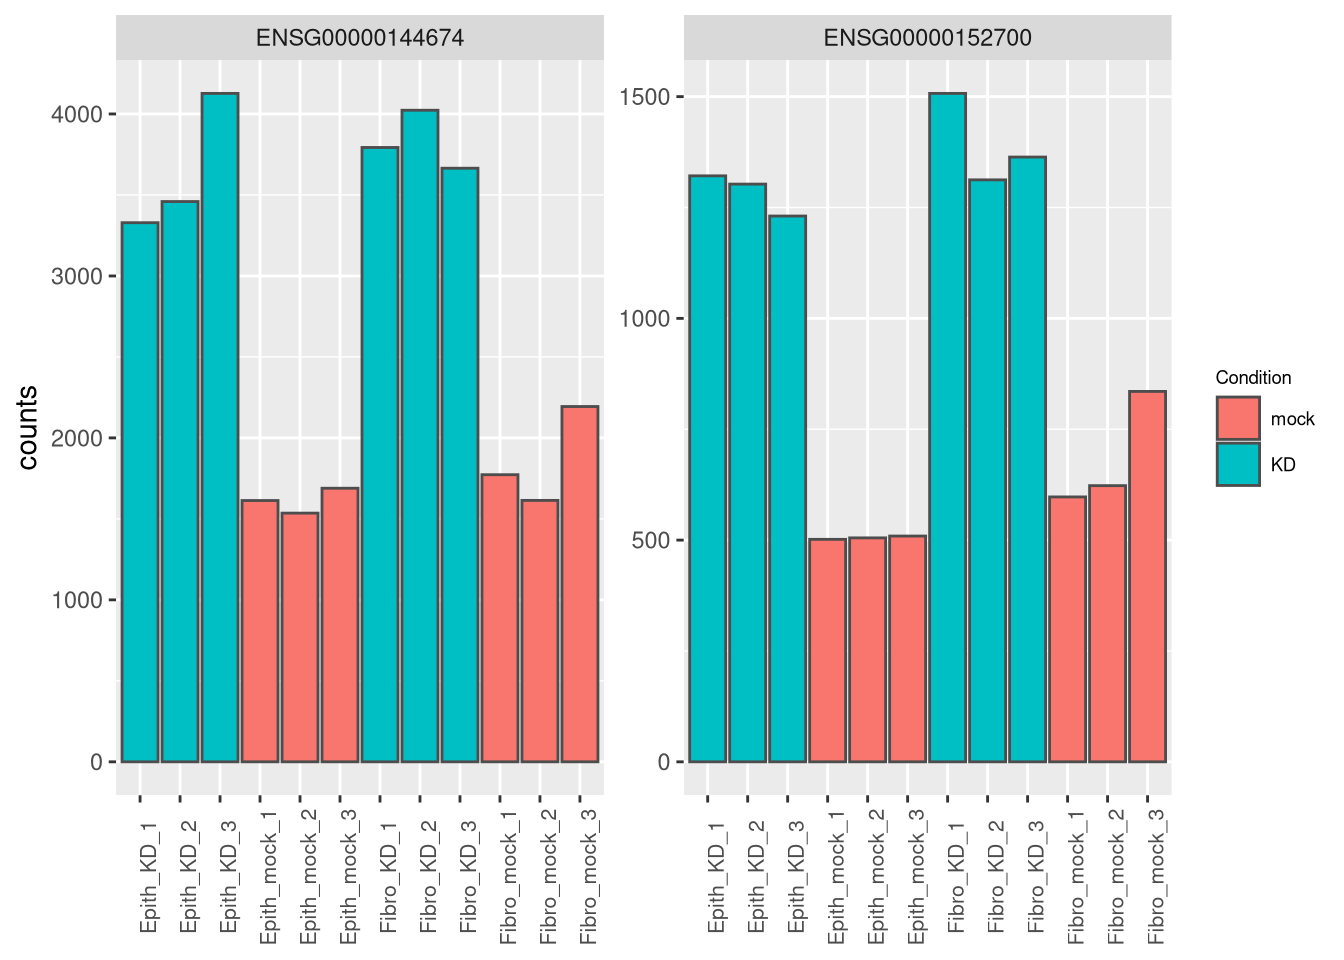 ENSG00000144674
ENSG00000152700
counts
4000
3000
2000
1000
0
1500
1000
500
0
Epith_KD_1
Epith_KD_2
Epith_KD_3
Epith_mock_1
Epith_mock_2
Epith_mock_3
Fibro_KD_1
Fibro_KD_2
Fibro_KD_3
Fibro_mock_1
Fibro_mock_2
Fibro_mock_3
Epith_KD_1
Epith_KD_2
Epith_KD_3
Epith_mock_1
Epith_mock_2
Epith_mock_3
Fibro_KD_1
Fibro_KD_2
Fibro_KD_3
Fibro_mock_1
Fibro_mock_2
Fibro_mock_3
Condition
mock
KD